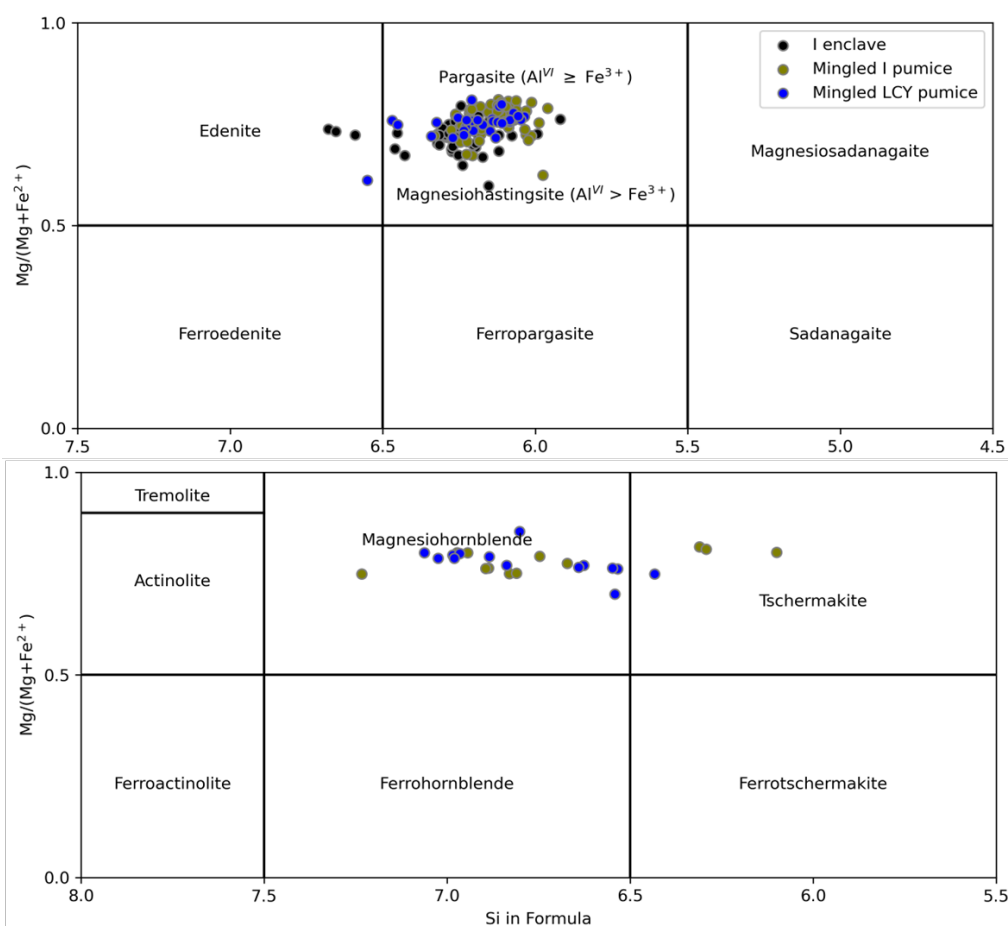 1.0
I enclave
Mingled I pumice
Mingled LCY pumice
Pargasite (Al^VI ≥ Fe^3+)
Edenite
Magnesiosadanagaite
Magnesiohastingsite (Al^VI > Fe^3+)
Mg/(Mg+Fe^2+)
0.5
Ferroedenite
Ferropargasite
Sadanagaite
0.0
7.5
7.0
6.5
6.0
5.5
5.0
4.5
1.0
Tremolite
Magnesiohornblende
Actinolite
Tschermakite
Mg/(Mg+Fe^2+)
0.5
Ferroactinolite
Ferrohornblende
Ferrotschermakite
0.0
8.0
7.5
7.0
6.5
6.0
5.5
Si in Formula